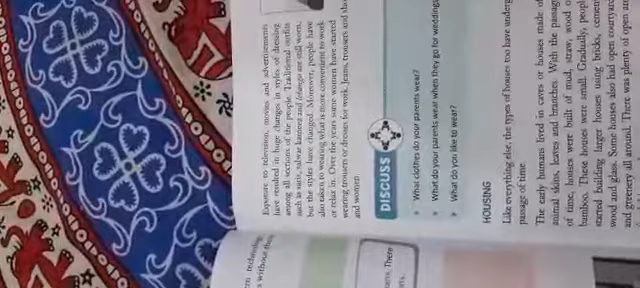 Exposure to television, movies and advertisements
have resulted in huge changes in styles of dressing
among all sections of the people. Traditional outfits
such as suits, salwar kameez and lehanga are still worn,
but the styles have changed. Moreover, people have
also taken to wearing what is more convenient to work
or relax in. Over the years some women have started
wearing trousers or dresses for work. Jeans, trousers and
and women
DISCUSS
What clothes do your parents wear?
What do your parents wear when they go for weddings
What do you like to wear?
HOUSING
Like everything else, the types of houses too have
passage of time.
The early humans lived in caves or houses made of
animal skins, leaves and branches. With the passage
of time, houses were built of mud, straw, wood
bamboo. These houses were small. Gradually,
started building larger houses using bricks,
wood and glass. Some houses also had open
and greenery all around. There was plenty of open
without
There